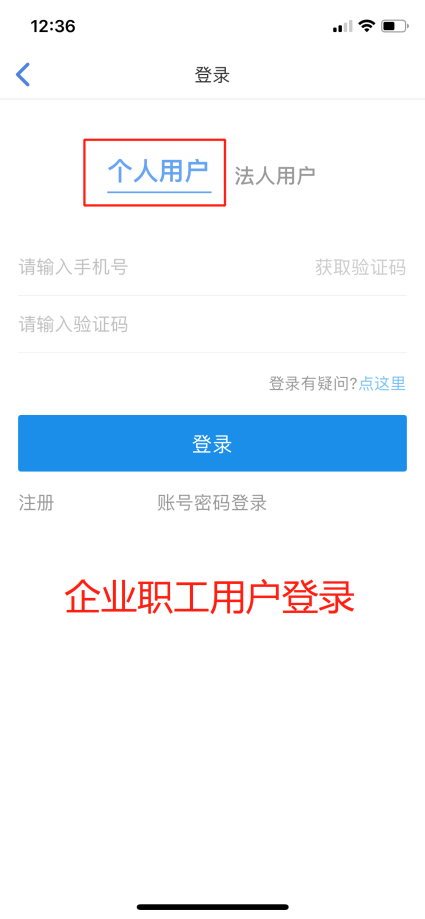 12:36
登录
个人用户 法人用户
请输入手机号 获取验证码
请输入验证码
登录有疑问?点这里
登录
注册 账号密码登录
企业职工用户登录